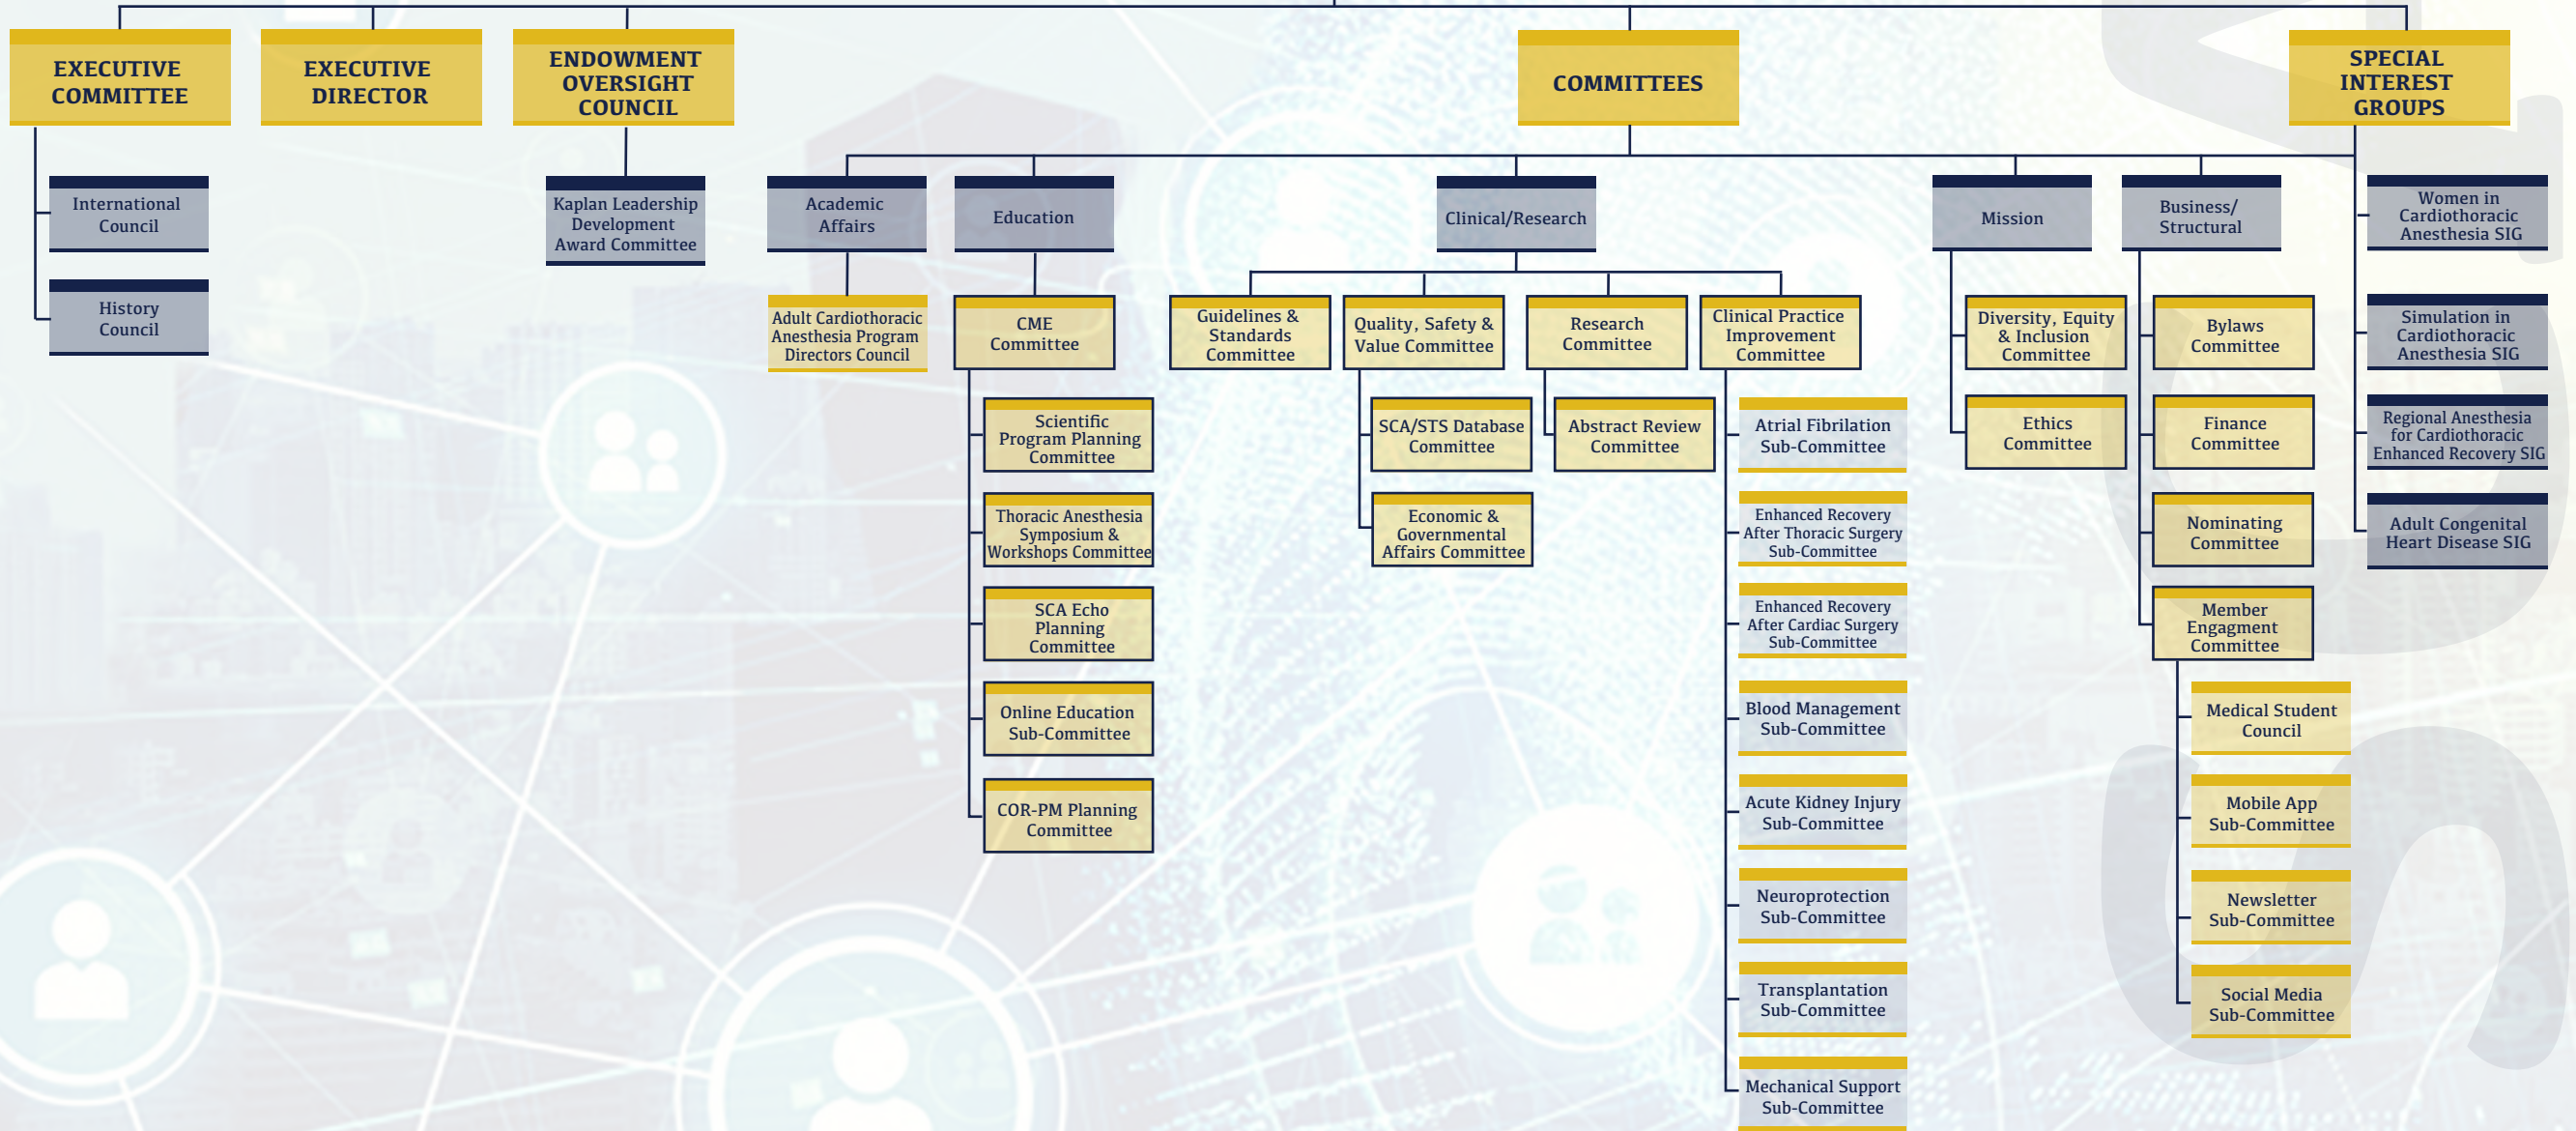 EXECUTIVE
COMMITTEE
EXECUTIVE
DIRECTOR
ENDOWMENT
OVERSIGHT
COUNCIL
COMMITTEES
SPECIAL
INTEREST
GROUPS
International
Council
History
Council
Kaplan Leadership
Development
Award Committee
Academic
Affairs
Adult Cardiothoracic
Anesthesia Program
Directors Council
Education
CME
Committee
Scientific
Program Planning
Committee
Thoracic Anesthesia
Symposium &
Workshops Committee
SCA Echo
Planning
Committee
Online Education
Sub-Committee
COR-PM Planning
Committee
Clinical/Research
Guidelines &
Standards
Committee
Quality, Safety &
Value Committee
SCA/STS Database
Committee
Economic &
Governmental
Affairs Committee
Research
Committee
Abstract Review
Committee
Clinical Practice
Improvement
Committee
Atrial Fibrilation
Sub-Committee
Enhanced Recovery
After Thoracic Surgery
Sub-Committee
Enhanced Recovery
After Cardiac Surgery
Sub-Committee
Blood Management
Sub-Committee
Acute Kidney Injury
Sub-Committee
Neuroprotection
Sub-Committee
Transplantation
Sub-Committee
Mechanical Support
Sub-Committee
Mission
Diversity, Equity
& Inclusion
Committee
Ethics
Committee
Business/
Structural
Bylaws
Committee
Finance
Committee
Nominating
Committee
Member
Engagment
Committee
Medical Student
Council
Mobile App
Sub-Committee
Newsletter
Sub-Committee
Social Media
Sub-Committee
Women in
Cardiothoracic
Anesthesia SIG
Simulation in
Cardiothoracic
Anesthesia SIG
Regional Anesthesia
for Cardiothoracic
Enhanced Recovery SIG
Adult Congenital
Heart Disease SIG